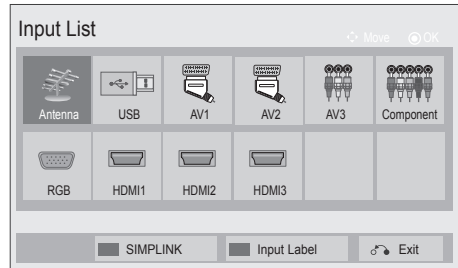 Input List
Move OK
Antenna USB AV1 AV2 AV3 Component
RGB HDMI1 HDMI2 HDMI3
SIMPLINK Input Label Exit